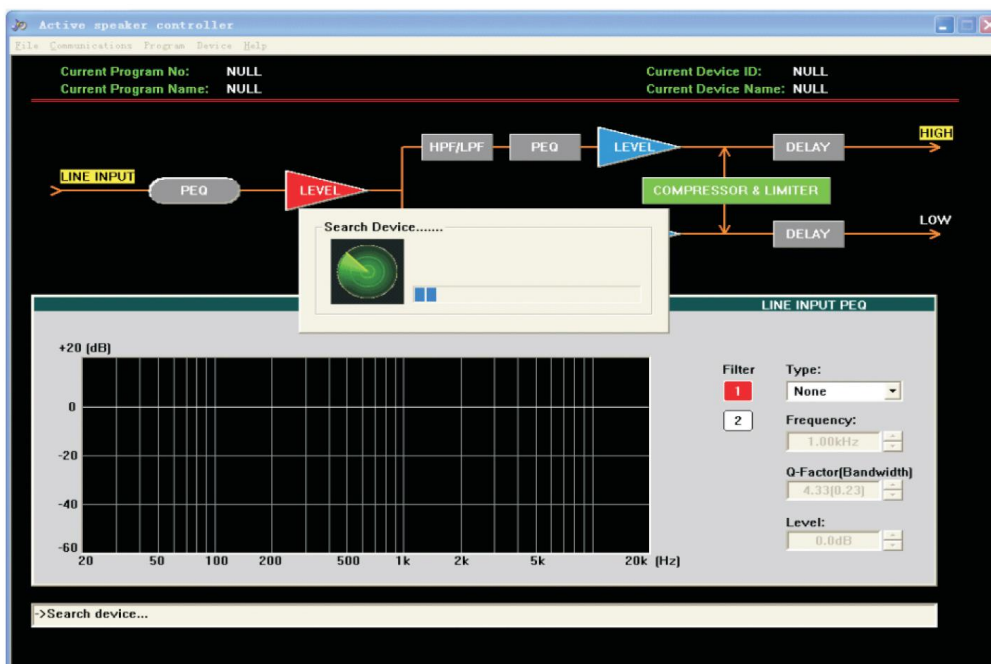 Active speaker controller
File Communications Program Device Help
Current Program No: NULL
Current Program Name: NULL
Current Device ID: NULL
Current Device Name: NULL
HIGH
HPF/LPF PEQ LEVEL DELAY
LINE INPUT
PEQ LEVEL
COMPRESSOR & LIMITER
LOW
DELAY
Search Device.......
LINE INPUT PEQ
+20 (dB)
0
-20
-40
-60
20 50 100 200 500 1k 2k 5k 20k (Hz)
Filter
1
2
Type:
None
Frequency:
1.00kHz
Q-Factor(Bandwidth)
4.33(0.23)
Level:
0.0dB
->Search device...